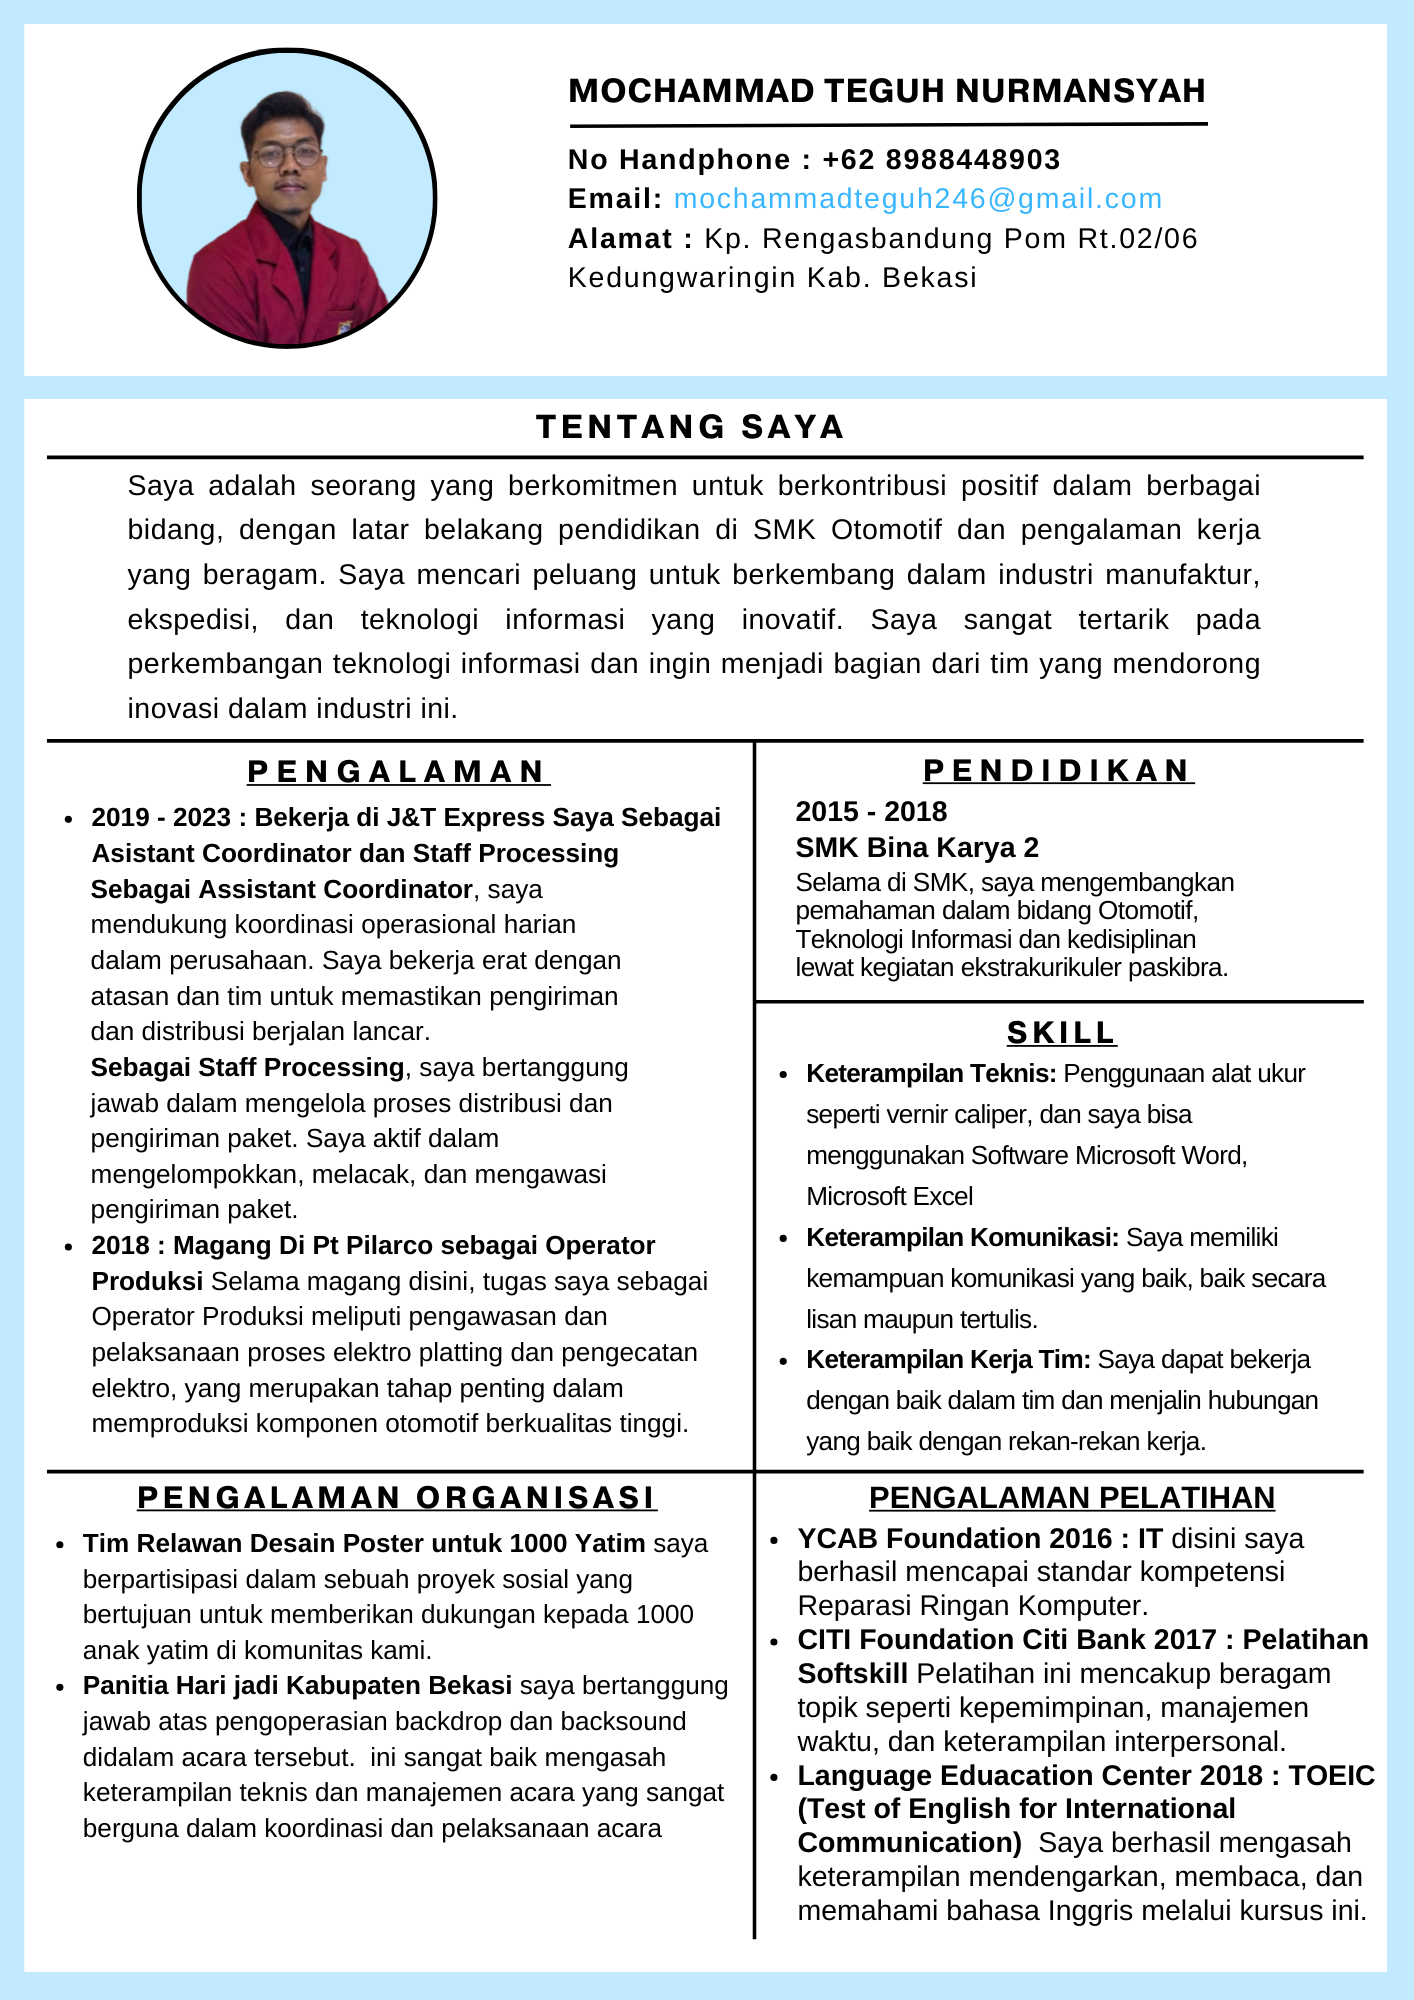 MOCHAMMAD TEGUH NURMANSYAH
No Handphone : +62 8988448903
Email: mochammadteguh246@gmail.com
Alamat : Kp. Rengasbandung Pom Rt.02/06
Kedungwaringin Kab. Bekasi
TENTANG SAYA
Saya adalah seorang yang berkomitmen untuk berkontribusi positif dalam berbagai
bidang, dengan latar belakang pendidikan di SMK Otomotif dan pengalaman kerja
yang beragam. Saya mencari peluang untuk berkembang dalam industri manufaktur,
ekspedisi, dan teknologi informasi yang inovatif. Saya sangat tertarik pada
perkembangan teknologi informasi dan ingin menjadi bagian dari tim yang mendorong
inovasi dalam industri ini.
PENGALAMAN
• 2019 - 2023 : Bekerja di J&T Express Saya Sebagai
Asistant Coordinator dan Staff Processing
Sebagai Assistant Coordinator, saya
mendukung koordinasi operasional harian
dalam perusahaan. Saya bekerja erat dengan
atasan dan tim untuk memastikan pengiriman
dan distribusi berjalan lancar.
Sebagai Staff Processing, saya bertanggung
jawab dalam mengelola proses distribusi dan
pengiriman paket. Saya aktif dalam
mengelompokkan, melacak, dan mengawasi
pengiriman paket.
• 2018 : Magang Di Pt Pilarco sebagai Operator
Produksi Selama magang disini, tugas saya sebagai
Operator Produksi meliputi pengawasan dan
pelaksanaan proses elektro platting dan pengecatan
elektro, yang merupakan tahap penting dalam
memproduksi komponen otomotif berkualitas tinggi.
PENDIDIKAN
2015 - 2018
SMK Bina Karya 2
Selama di SMK, saya mengembangkan
pemahaman dalam bidang Otomotif,
Teknologi Informasi dan kedisiplinan
lewat kegiatan ekstrakurikuler paskibra.
SKILL
• Keterampilan Teknis: Penggunaan alat ukur
seperti vernir caliper, dan saya bisa
menggunakan Software Microsoft Word,
Microsoft Excel
• Keterampilan Komunikasi: Saya memiliki
kemampuan komunikasi yang baik, baik secara
lisan maupun tertulis.
• Keterampilan Kerja Tim: Saya dapat bekerja
dengan baik dalam tim dan menjalin hubungan
yang baik dengan rekan-rekan kerja.
PENGALAMAN ORGANISASI
• Tim Relawan Desain Poster untuk 1000 Yatim saya
berpartisipasi dalam sebuah proyek sosial yang
bertujuan untuk memberikan dukungan kepada 1000
anak yatim di komunitas kami.
• Panitia Hari jadi Kabupaten Bekasi saya bertanggung
jawab atas pengoperasian backdrop dan backsound
didalam acara tersebut.  ini sangat baik mengasah
keterampilan teknis dan manajemen acara yang sangat
berguna dalam koordinasi dan pelaksanaan acara
PENGALAMAN PELATIHAN
• YCAB Foundation 2016 : IT disini saya
berhasil mencapai standar kompetensi
Reparasi Ringan Komputer.
• CITI Foundation Citi Bank 2017 : Pelatihan
Softskill Pelatihan ini mencakup beragam
topik seperti kepemimpinan, manajemen
waktu, dan keterampilan interpersonal.
• Language Eduacation Center 2018 : TOEIC
(Test of English for International
Communication)  Saya berhasil mengasah
keterampilan mendengarkan, membaca, dan
memahami bahasa Inggris melalui kursus ini.